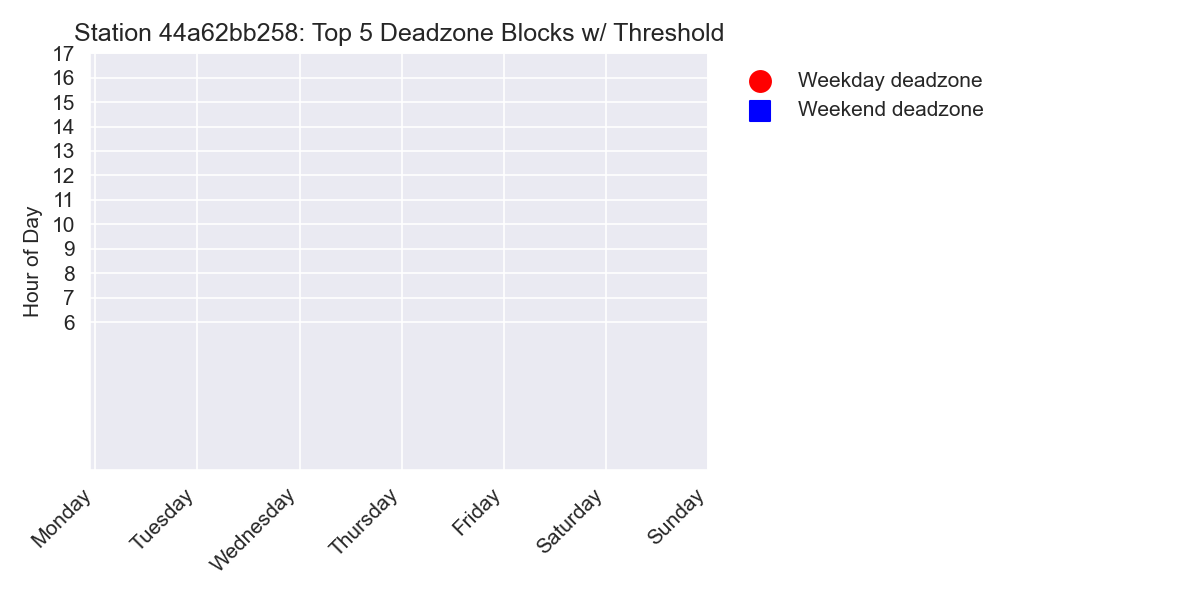 Station 44a62bb258: Top 5 Deadzone Blocks w/ Threshold
17
16
15
14
13
12
11
10
9
8
7
6
Hour of Day
Monday
Tuesday
Wednesday
Thursday
Friday
Saturday
Sunday
Weekday deadzone
Weekend deadzone